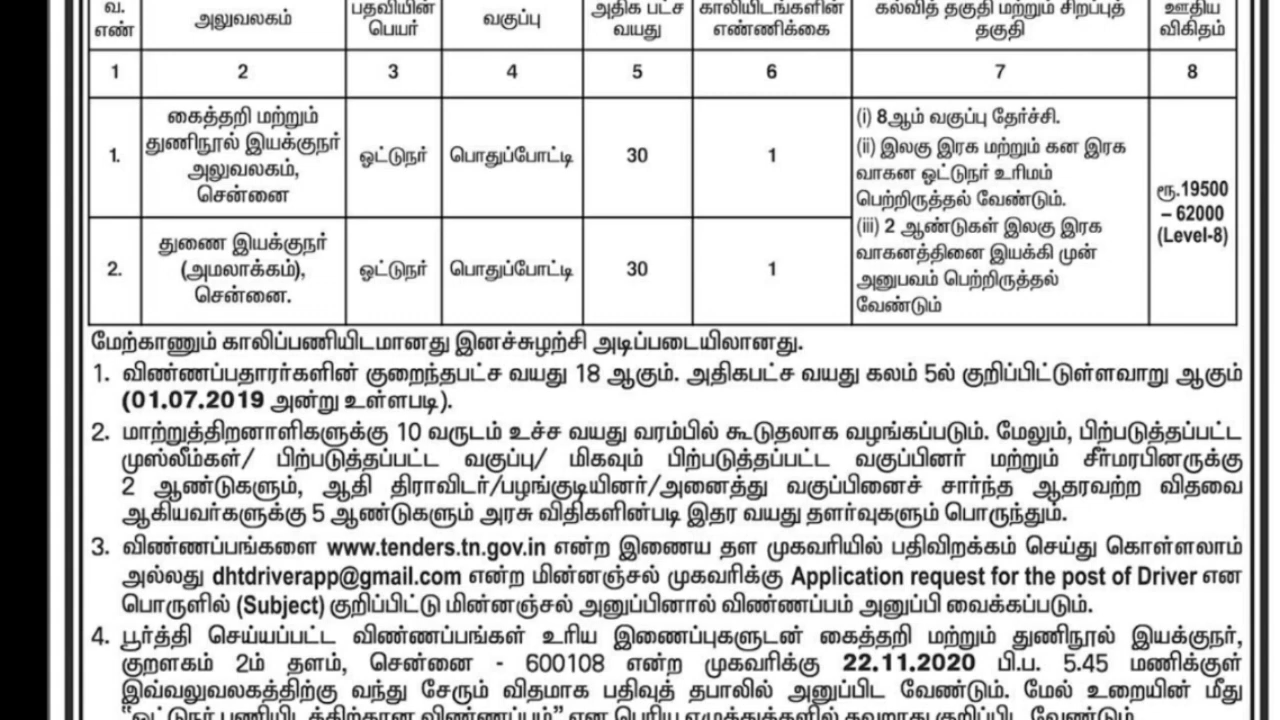 வ. எண்
அலுவலகம்
பதவியின் பெயர்
வகுப்பு
அதிக பட்ச வயது
காலியிடங்களின் எண்ணிக்கை
கல்வித் தகுதி மற்றும் சிறப்புத் தகுதி
ஊதிய விகிதம்
1 2 3 4 5 6 7 8
1.
கைத்தறி மற்றும்
துணிநூல் இயக்குநர்
அலுவலகம்,
சென்னை
ஓட்டுநர்
பொதுப்போட்டி
30
1
2.
துணை இயக்குநர்
(அமலாக்கம்),
சென்னை.
ஓட்டுநர்
பொதுப்போட்டி
30
1
(i) 8ஆம் வகுப்பு தேர்ச்சி.
(ii) இலகு இரக மற்றும் கன இரக
வாகன ஓட்டுநர் உரிமம்
பெற்றிருத்தல் வேண்டும்.
(iii) 2 ஆண்டுகள் இலகு இரக
வாகனத்தினை இயக்கி முன்
அனுபவம் பெற்றிருத்தல்
வேண்டும்
ரூ.19500
– 62000
(Level-8)
மேற்காணும் காலிப்பணியிடமானது இனச்சுழற்சி அடிப்படையிலானது.
1. விண்ணப்பதாரர்களின் குறைந்தபட்ச வயது 18 ஆகும். அதிகபட்ச வயது கலம் 5ல் குறிப்பிட்டுள்ளவாறு ஆகும்
(01.07.2019 அன்று உள்ளபடி).
2. மாற்றுத்திறனாளிகளுக்கு 10 வருடம் உச்ச வயது வரம்பில் கூடுதலாக வழங்கப்படும். மேலும், பிற்படுத்தப்பட்ட
முஸ்லீம்கள்/ பிற்படுத்தப்பட்ட வகுப்பு/ மிகவும் பிற்படுத்தப்பட்ட வகுப்பினர் மற்றும் சீர்மரபினருக்கு
2 ஆண்டுகளும், ஆதி திராவிடர்/பழங்குடியினர்/அனைத்து வகுப்பினைச் சார்ந்த ஆதரவற்ற விதவை
ஆகியவர்களுக்கு 5 ஆண்டுகளும் அரசு விதிகளின்படி இதர வயது தளர்வுகளும் பொருந்தும்.
3. விண்ணப்பங்களை www.tenders.tn.gov.in என்ற இணைய தள முகவரியில் பதிவிறக்கம் செய்து கொள்ளலாம்
அல்லது dhtdriverapp@gmail.com என்ற மின்னஞ்சல் முகவரிக்கு Application request for the post of Driver என
பொருளில் (Subject) குறிப்பிட்டு மின்னஞ்சல் அனுப்பினால் விண்ணப்பம் அனுப்பி வைக்கப்படும்.
4. பூர்த்தி செய்யப்பட்ட விண்ணப்பங்கள் உரிய இணைப்புகளுடன் கைத்தறி மற்றும் துணிநூல் இயக்குநர்,
குறளகம் 2ம் தளம், சென்னை - 600108 என்ற முகவரிக்கு 22.11.2020 பி.ப. 5.45 மணிக்குள்
இவ்வலுவலகத்திற்கு வந்து சேரும் விதமாக பதிவுத் தபாலில் அனுப்பிட வேண்டும். மேல் உறையின் மீது
“ஓட்டுநர் பணியிடத்திற்கான விண்ணப்பம்” என பெரிய எழுத்துக்களில் தவறாது குறிப்பிட வேண்டும்.